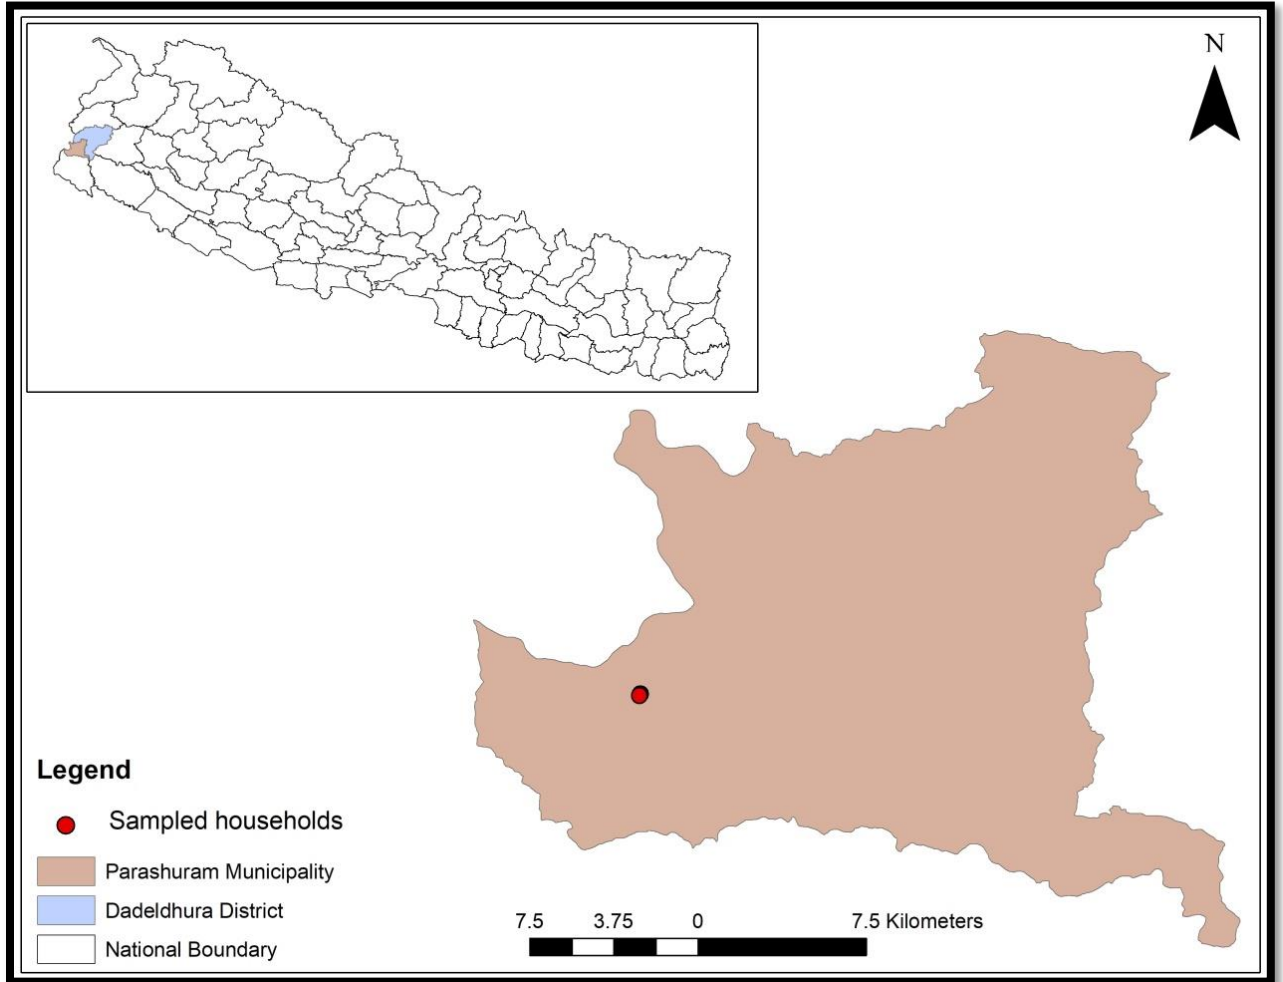 N
Legend
Sampled households
Parashuram Municipality
Dadeldhura District
National Boundary
7.5 3.75 0 7.5 Kilometers